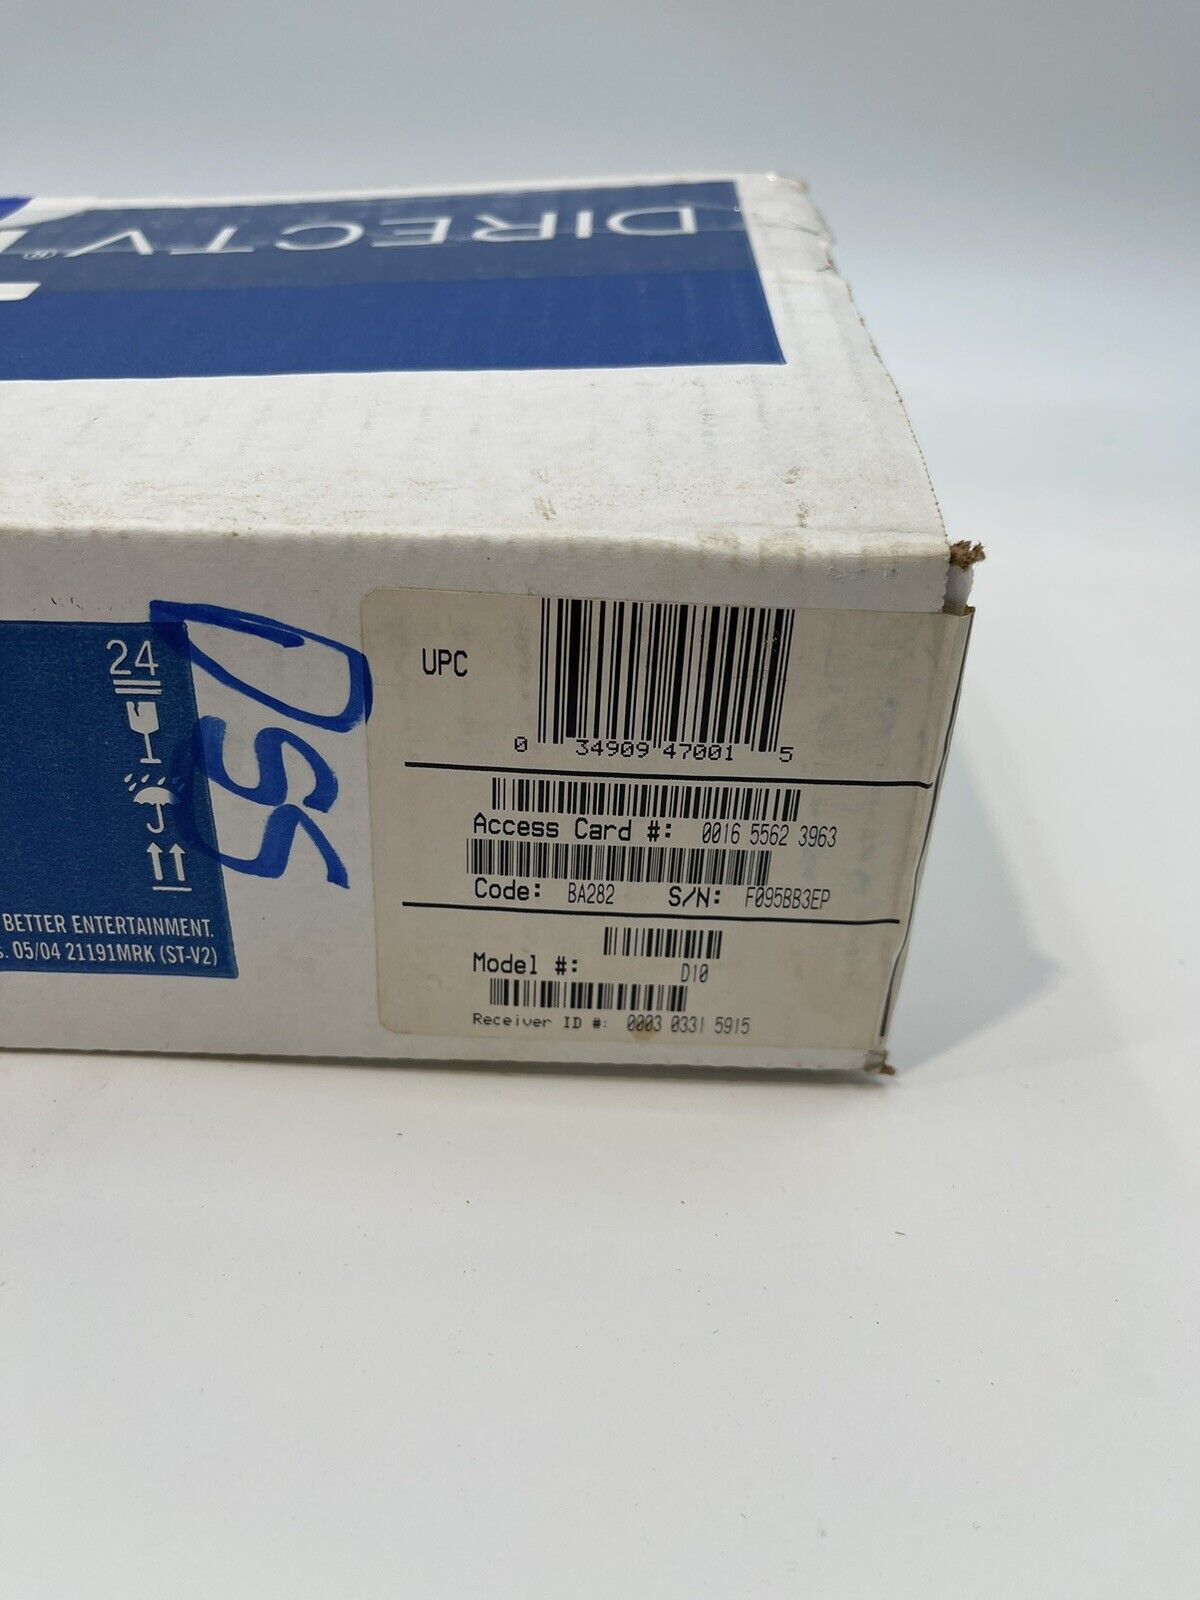 DIRECTV®
DSS
24
BETTER ENTERTAINMENT.
05/04 21191MRK (ST-V2)
UPC
0 34909 47001 5
Access Card #: 0016 5562 3963
Code: BA282 S/N: F095BB3EP
Model #: D10
Receiver ID #: 0003 0331 5915